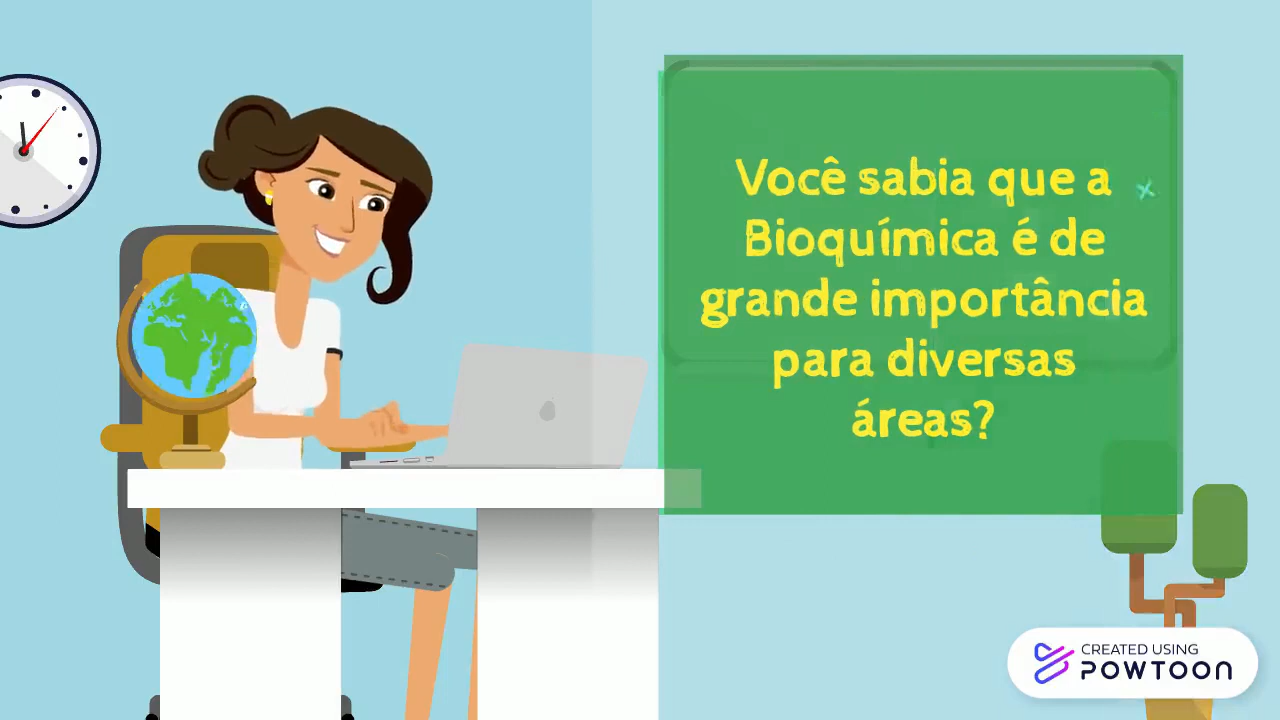 Você sabia que a
Bioquímica é de
grande importância
para diversas
áreas?
CREATED USING
POWTOON